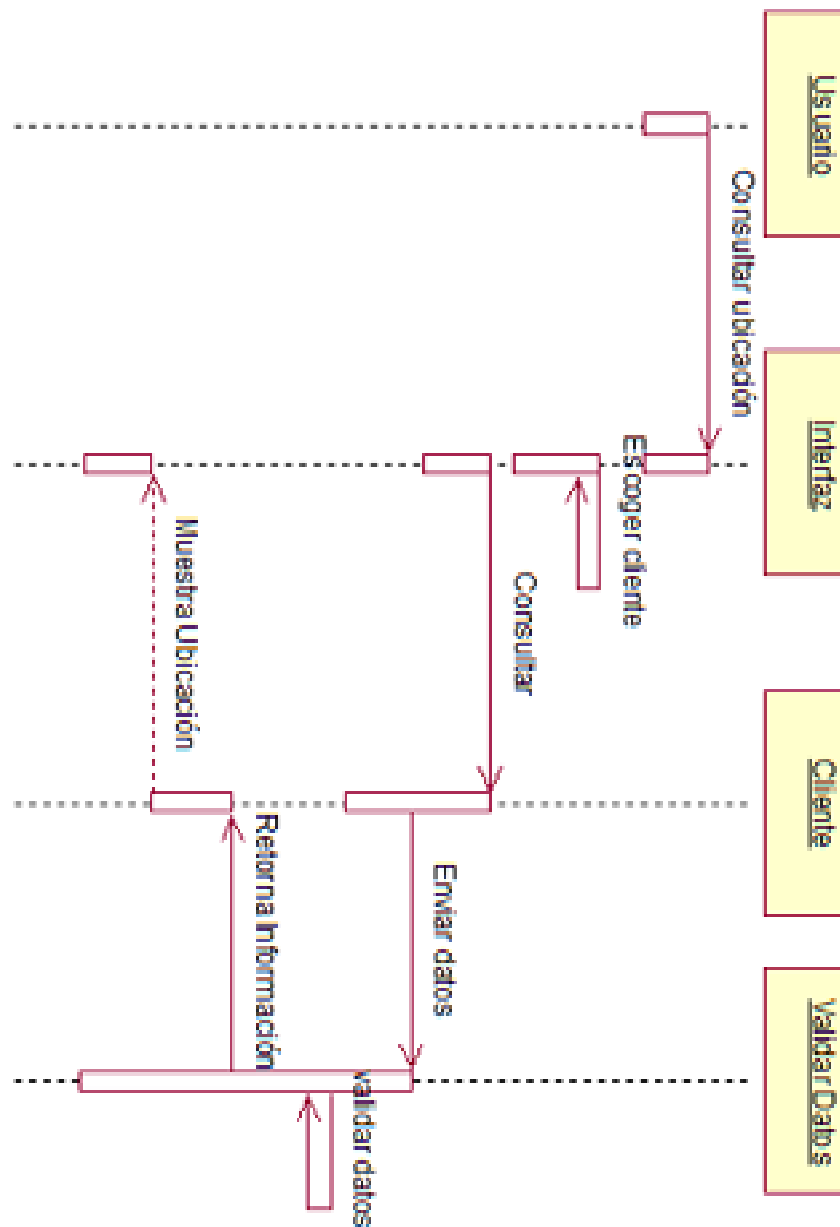 Usuario
Interfaz
Cliente
ValidarDatos
Consultar ubicación
EScoger cliente
Consultar
Enviar datos
validar datos
Retorna Información
Muestra Ubicación